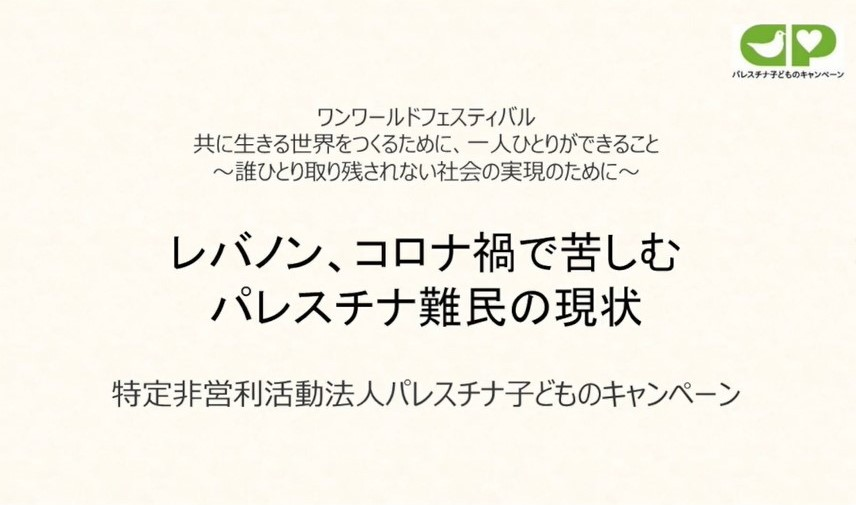 CP
パレスチナ子どものキャンペーン
ワンワールドフェスティバル
共に生きる世界をつくるために、一人ひとりができること
～誰ひとり取り残されない社会の実現のために～
レバノン、コロナ禍で苦しむ
パレスチナ難民の現状
特定非営利活動法人パレスチナ子どものキャンペーン